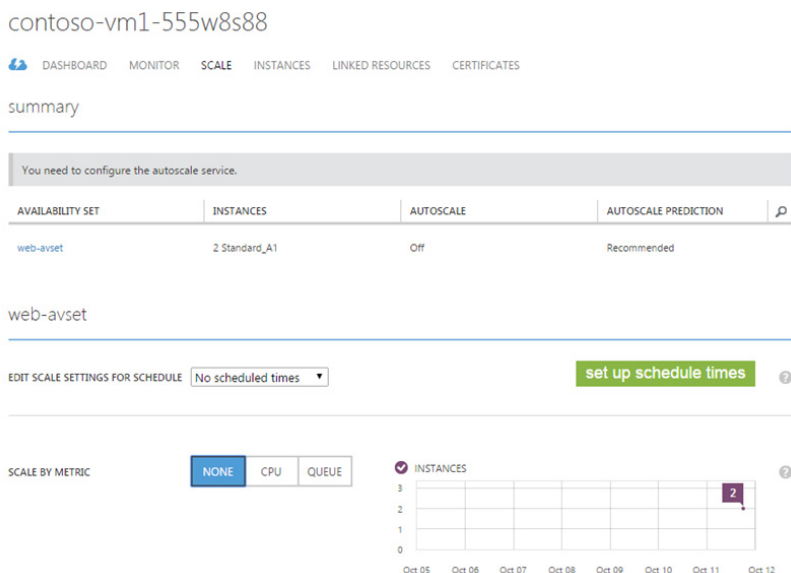 contoso-vm1-555w8s88
DASHBOARD MONITOR SCALE INSTANCES LINKED RESOURCES CERTIFICATES
summary
You need to configure the autoscale service.
AVAILABILITY SET INSTANCES AUTOSCALE AUTOSCALE PREDICTION
web-avset 2 Standard_A1 Off Recommended
web-avset
EDIT SCALE SETTINGS FOR SCHEDULE No scheduled times set up schedule times ?
SCALE BY METRIC NONE CPU QUEUE INSTANCES ?
3
2
2
1
0
Oct 05 Oct 06 Oct 07 Oct 08 Oct 09 Oct 10 Oct 11 Oct 12